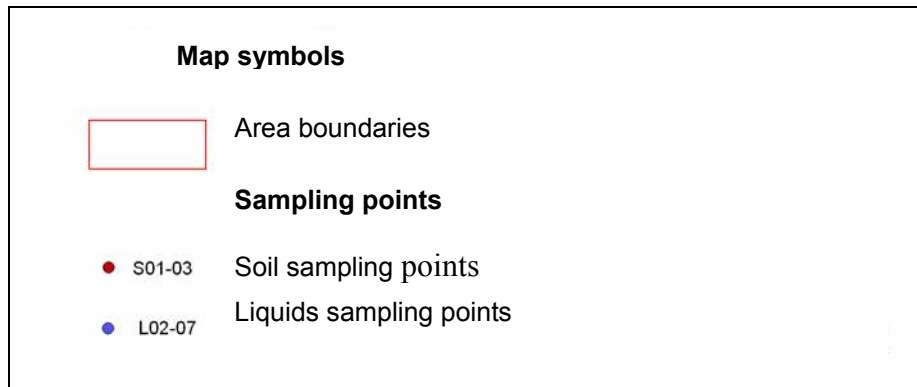 Map symbols
Area boundaries
Sampling points
S01-03 Soil sampling points
L02-07 Liquids sampling points